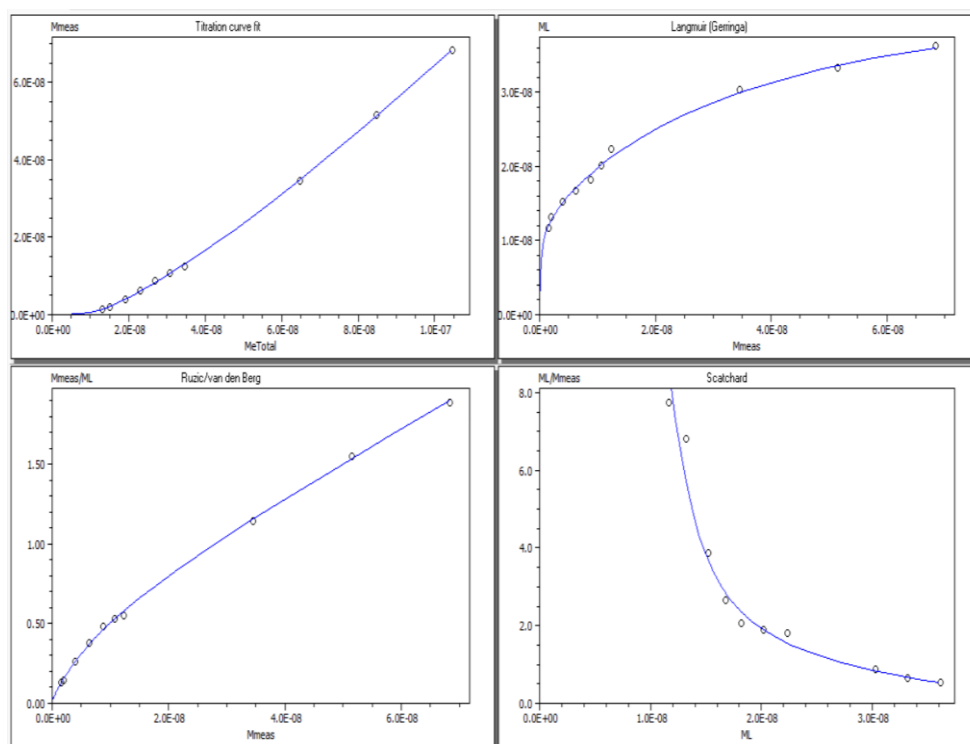 Mmeas Titration curve fit
6.0E-08
4.0E-08
2.0E-08
0.0E+00
0.0E+00 2.0E-08 4.0E-08 6.0E-08 8.0E-08 1.0E-07
MeTotal
ML Langmuir (Gerringa)
3.0E-08
2.0E-08
1.0E-08
0.0E+00
0.0E+00 2.0E-08 4.0E-08 6.0E-08
Mmeas
Mmeas/ML Ruzic/van den Berg
1.50
1.00
0.50
0.00
0.0E+00 2.0E-08 4.0E-08 6.0E-08
Mmeas
ML/Mmeas Scatchard
8.0
6.0
4.0
2.0
0.0
0.0E+00 1.0E-08 2.0E-08 3.0E-08
ML